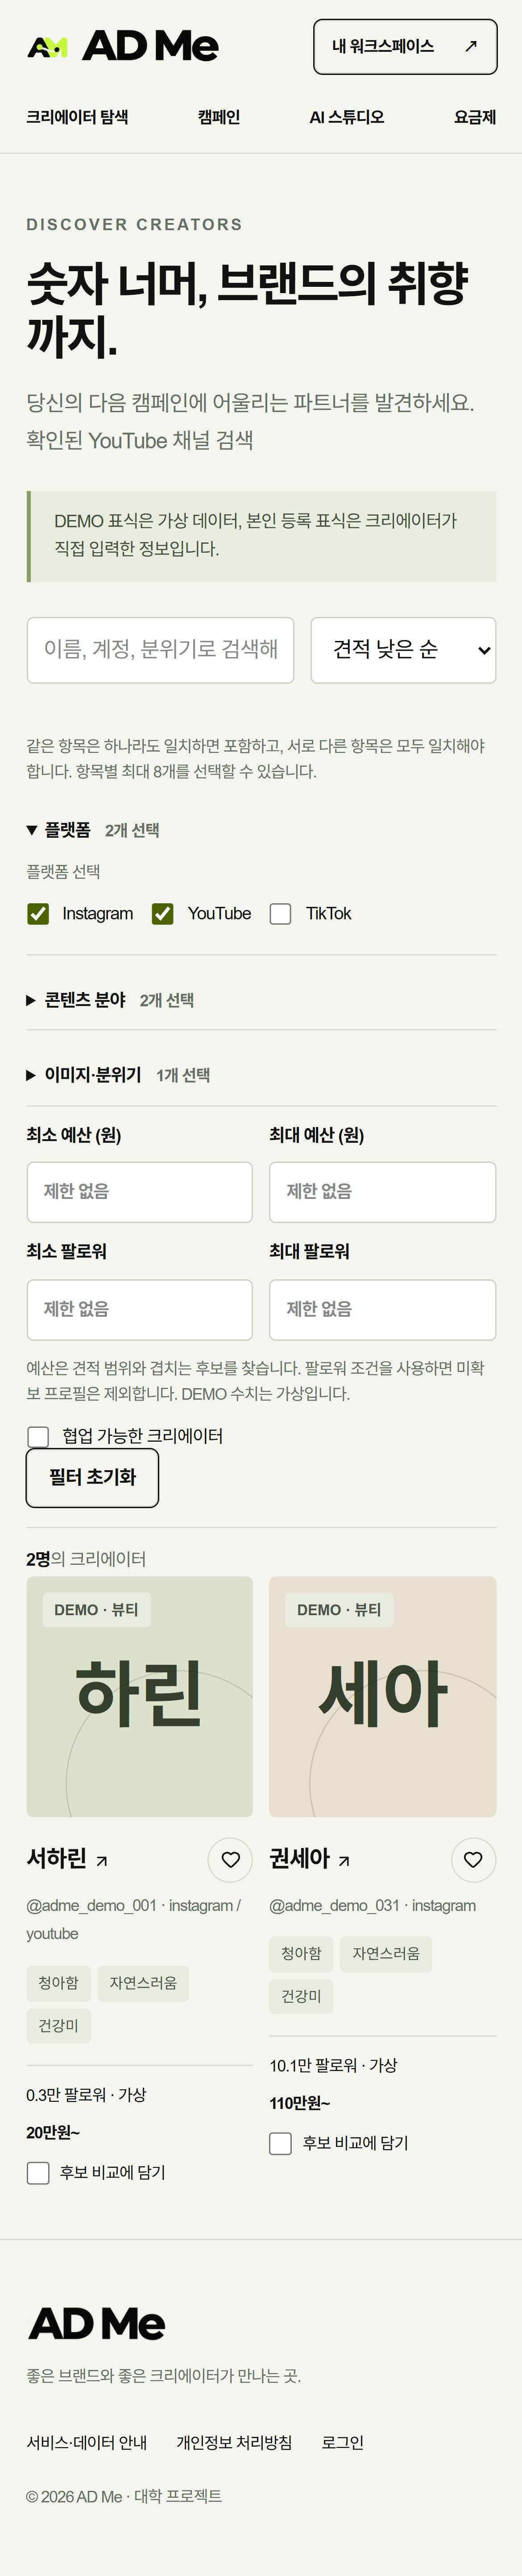 AD Me
내 워크스페이스 ↗
크리에이터 탐색 캠페인 AI 스튜디오 요금제
DISCOVER CREATORS
숫자 너머, 브랜드의 취향
까지.
당신의 다음 캠페인에 어울리는 파트너를 발견하세요.
확인된 YouTube 채널 검색
DEMO 표식은 가상 데이터, 본인 등록 표식은 크리에이터가
직접 입력한 정보입니다.
이름, 계정, 분위기로 검색해 견적 낮은 순
같은 항목은 하나라도 일치하면 포함하고, 서로 다른 항목은 모두 일치해야
합니다. 항목별 최대 8개를 선택할 수 있습니다.
▼ 플랫폼 2개 선택
플랫폼 선택
Instagram YouTube TikTok
▶ 콘텐츠 분야 2개 선택
▶ 이미지·분위기 1개 선택
최소 예산 (원) 최대 예산 (원)
제한 없음 제한 없음
최소 팔로워 최대 팔로워
제한 없음 제한 없음
예산은 견적 범위와 겹치는 후보를 찾습니다. 팔로워 조건을 사용하면 미확
보 프로필은 제외합니다. DEMO 수치는 가상입니다.
협업 가능한 크리에이터
필터 초기화
2명의 크리에이터
DEMO · 뷰티
하린
서하린 ↗
@adme_demo_001 · instagram /
youtube
청아함 자연스러움
건강미
0.3만 팔로워 · 가상
20만원~
후보 비교에 담기
DEMO · 뷰티
세아
권세아 ↗
@adme_demo_031 · instagram
청아함 자연스러움
건강미
10.1만 팔로워 · 가상
110만원~
후보 비교에 담기
AD Me
좋은 브랜드와 좋은 크리에이터가 만나는 곳.
서비스·데이터 안내 개인정보 처리방침 로그인
© 2026 AD Me · 대학 프로젝트